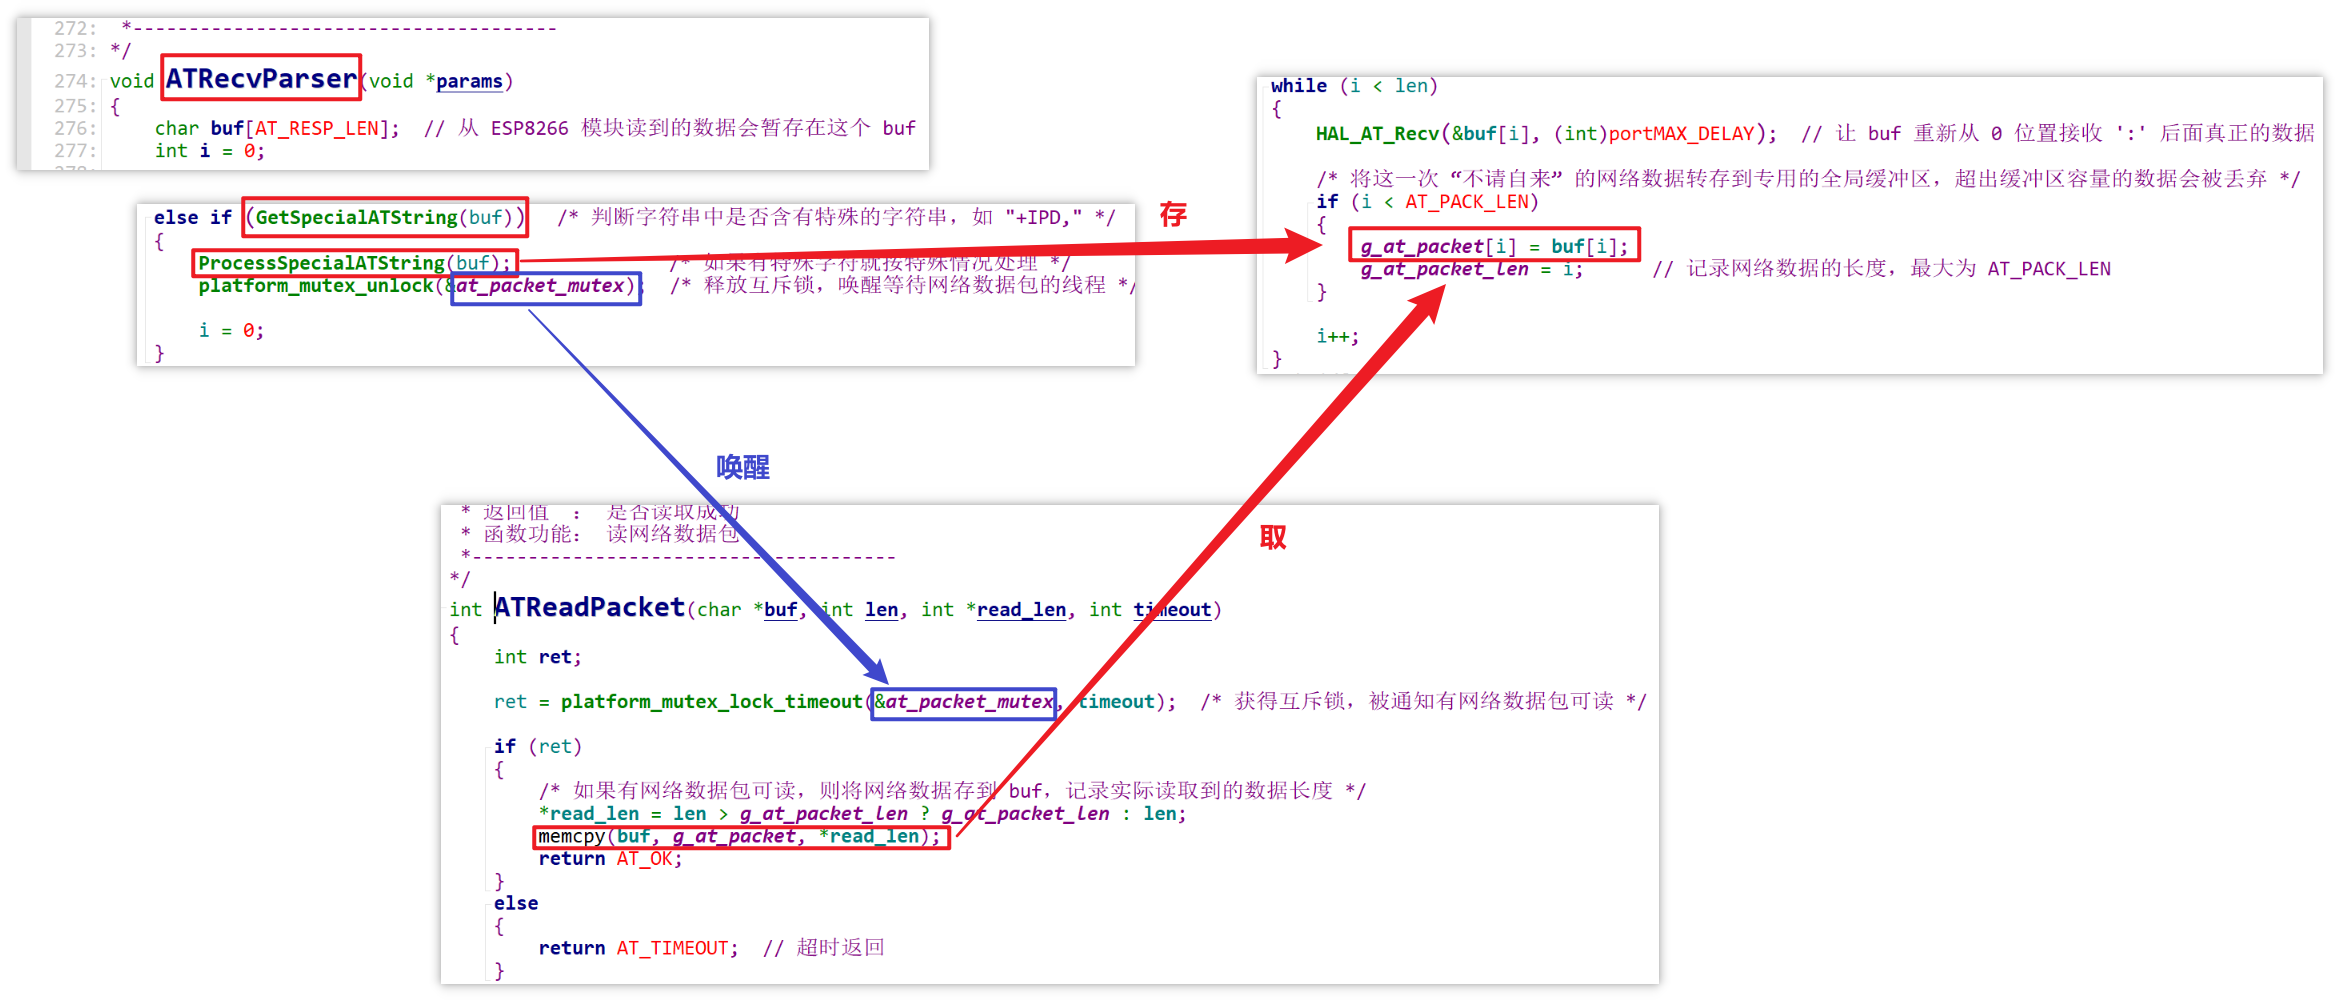 272:  *--------------------------------------
273: */
274: void ATRecvParser(void *params)
275: {
276:     char buf[AT_RESP_LEN];  // 从 ESP8266 模块读到的数据会暂存在这个 buf
277:     int i = 0;
else if (GetSpecialATString(buf))   /* 判断字符串中是否含有特殊的字符串，如 "+IPD," */
{
    ProcessSpecialATString(buf);              /* 如果有特殊字符就按特殊情况处理 */
    platform_mutex_unlock(&at_packet_mutex);  /* 释放互斥锁，唤醒等待网络数据包的线程 */
    i = 0;
}
存
while (i < len)
{
    HAL_AT_Recv(&buf[i], (int)portMAX_DELAY);  // 让 buf 重新从 0 位置接收 ':' 后面真正的数据
    /* 将这一次 “不请自来” 的网络数据转存到专用的全局缓冲区，超出缓冲区容量的数据会被丢弃 */
    if (i < AT_PACK_LEN)
    {
        g_at_packet[i] = buf[i];
        g_at_packet_len = i;      // 记录网络数据的长度，最大为 AT_PACK_LEN
    }
    i++;
}
唤醒
取
 * 返回值  ： 是否读取成功
 * 函数功能： 读网络数据包
 *--------------------------------------
*/
int ATReadPacket(char *buf, int len, int *read_len, int timeout)
{
    int ret;
    ret = platform_mutex_lock_timeout(&at_packet_mutex, timeout);  /* 获得互斥锁，被通知有网络数据包可读 */
    if (ret)
    {
        /* 如果有网络数据包可读，则将网络数据存到 buf，记录实际读取到的数据长度 */
        *read_len = len > g_at_packet_len ? g_at_packet_len : len;
        memcpy(buf, g_at_packet, *read_len);
        return AT_OK;
    }
    else
    {
        return AT_TIMEOUT;  // 超时返回
    }